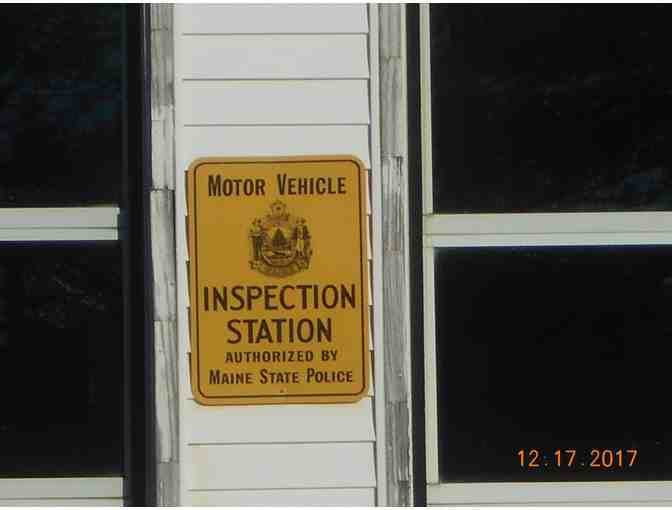 MOTOR VEHICLE
INSPECTION
STATION
AUTHORIZED BY
MAINE STATE POLICE
12.17.2017